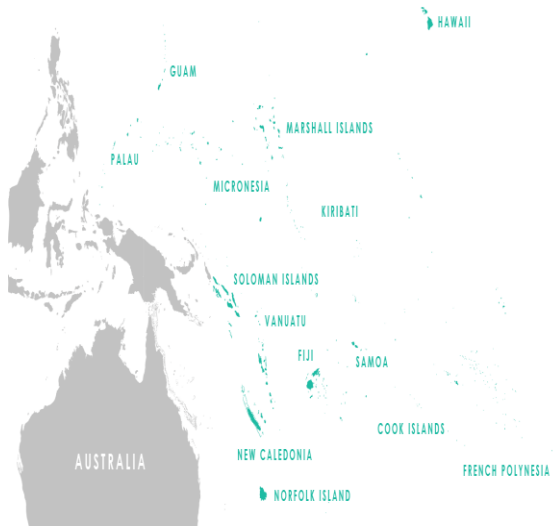 HAWAII
GUAM
MARSHALL ISLANDS
PALAU
MICRONESIA
KIRIBATI
SOLOMAN ISLANDS
VANUATU
FIJI
SAMOA
COOK ISLANDS
NEW CALEDONIA
AUSTRALIA
FRENCH POLYNESIA
NORFOLK ISLAND